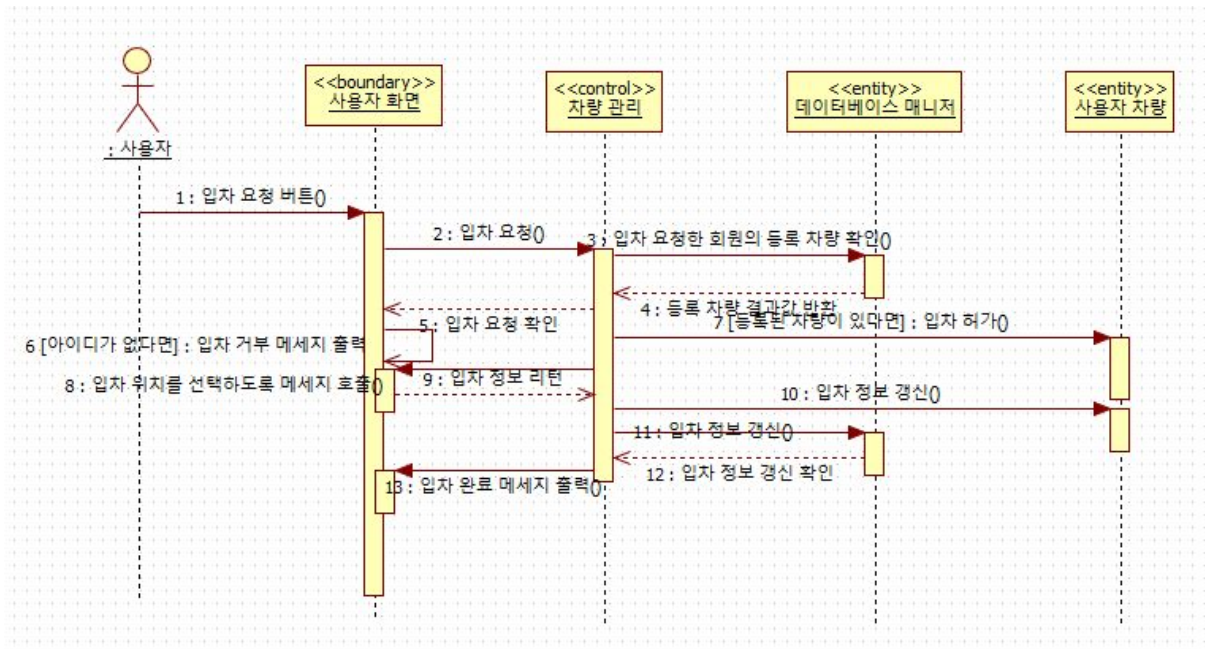 <<boundary>>
사용자 화면
<<control>>
차량 관리
<<entity>>
데이터베이스 매니저
<<entity>>
사용자 차량
: 사용자
1 : 입차 요청 버튼()
2 : 입차 요청()
3 : 입차 요청한 회원의 등록 차량 확인()
4 : 등록 차량 결과값 반환
5 : 입차 요청 확인
7 [등록된 차량이 있다면] : 입차 허가()
6 [아이디가 없다면] : 입차 거부 메세지 출력
8 : 입차 위치를 선택하도록 메세지 호출()
9 : 입차 정보 리턴
10 : 입차 정보 갱신()
11 : 입차 정보 갱신()
12 : 입차 정보 갱신 확인
13 : 입차 완료 메세지 출력()